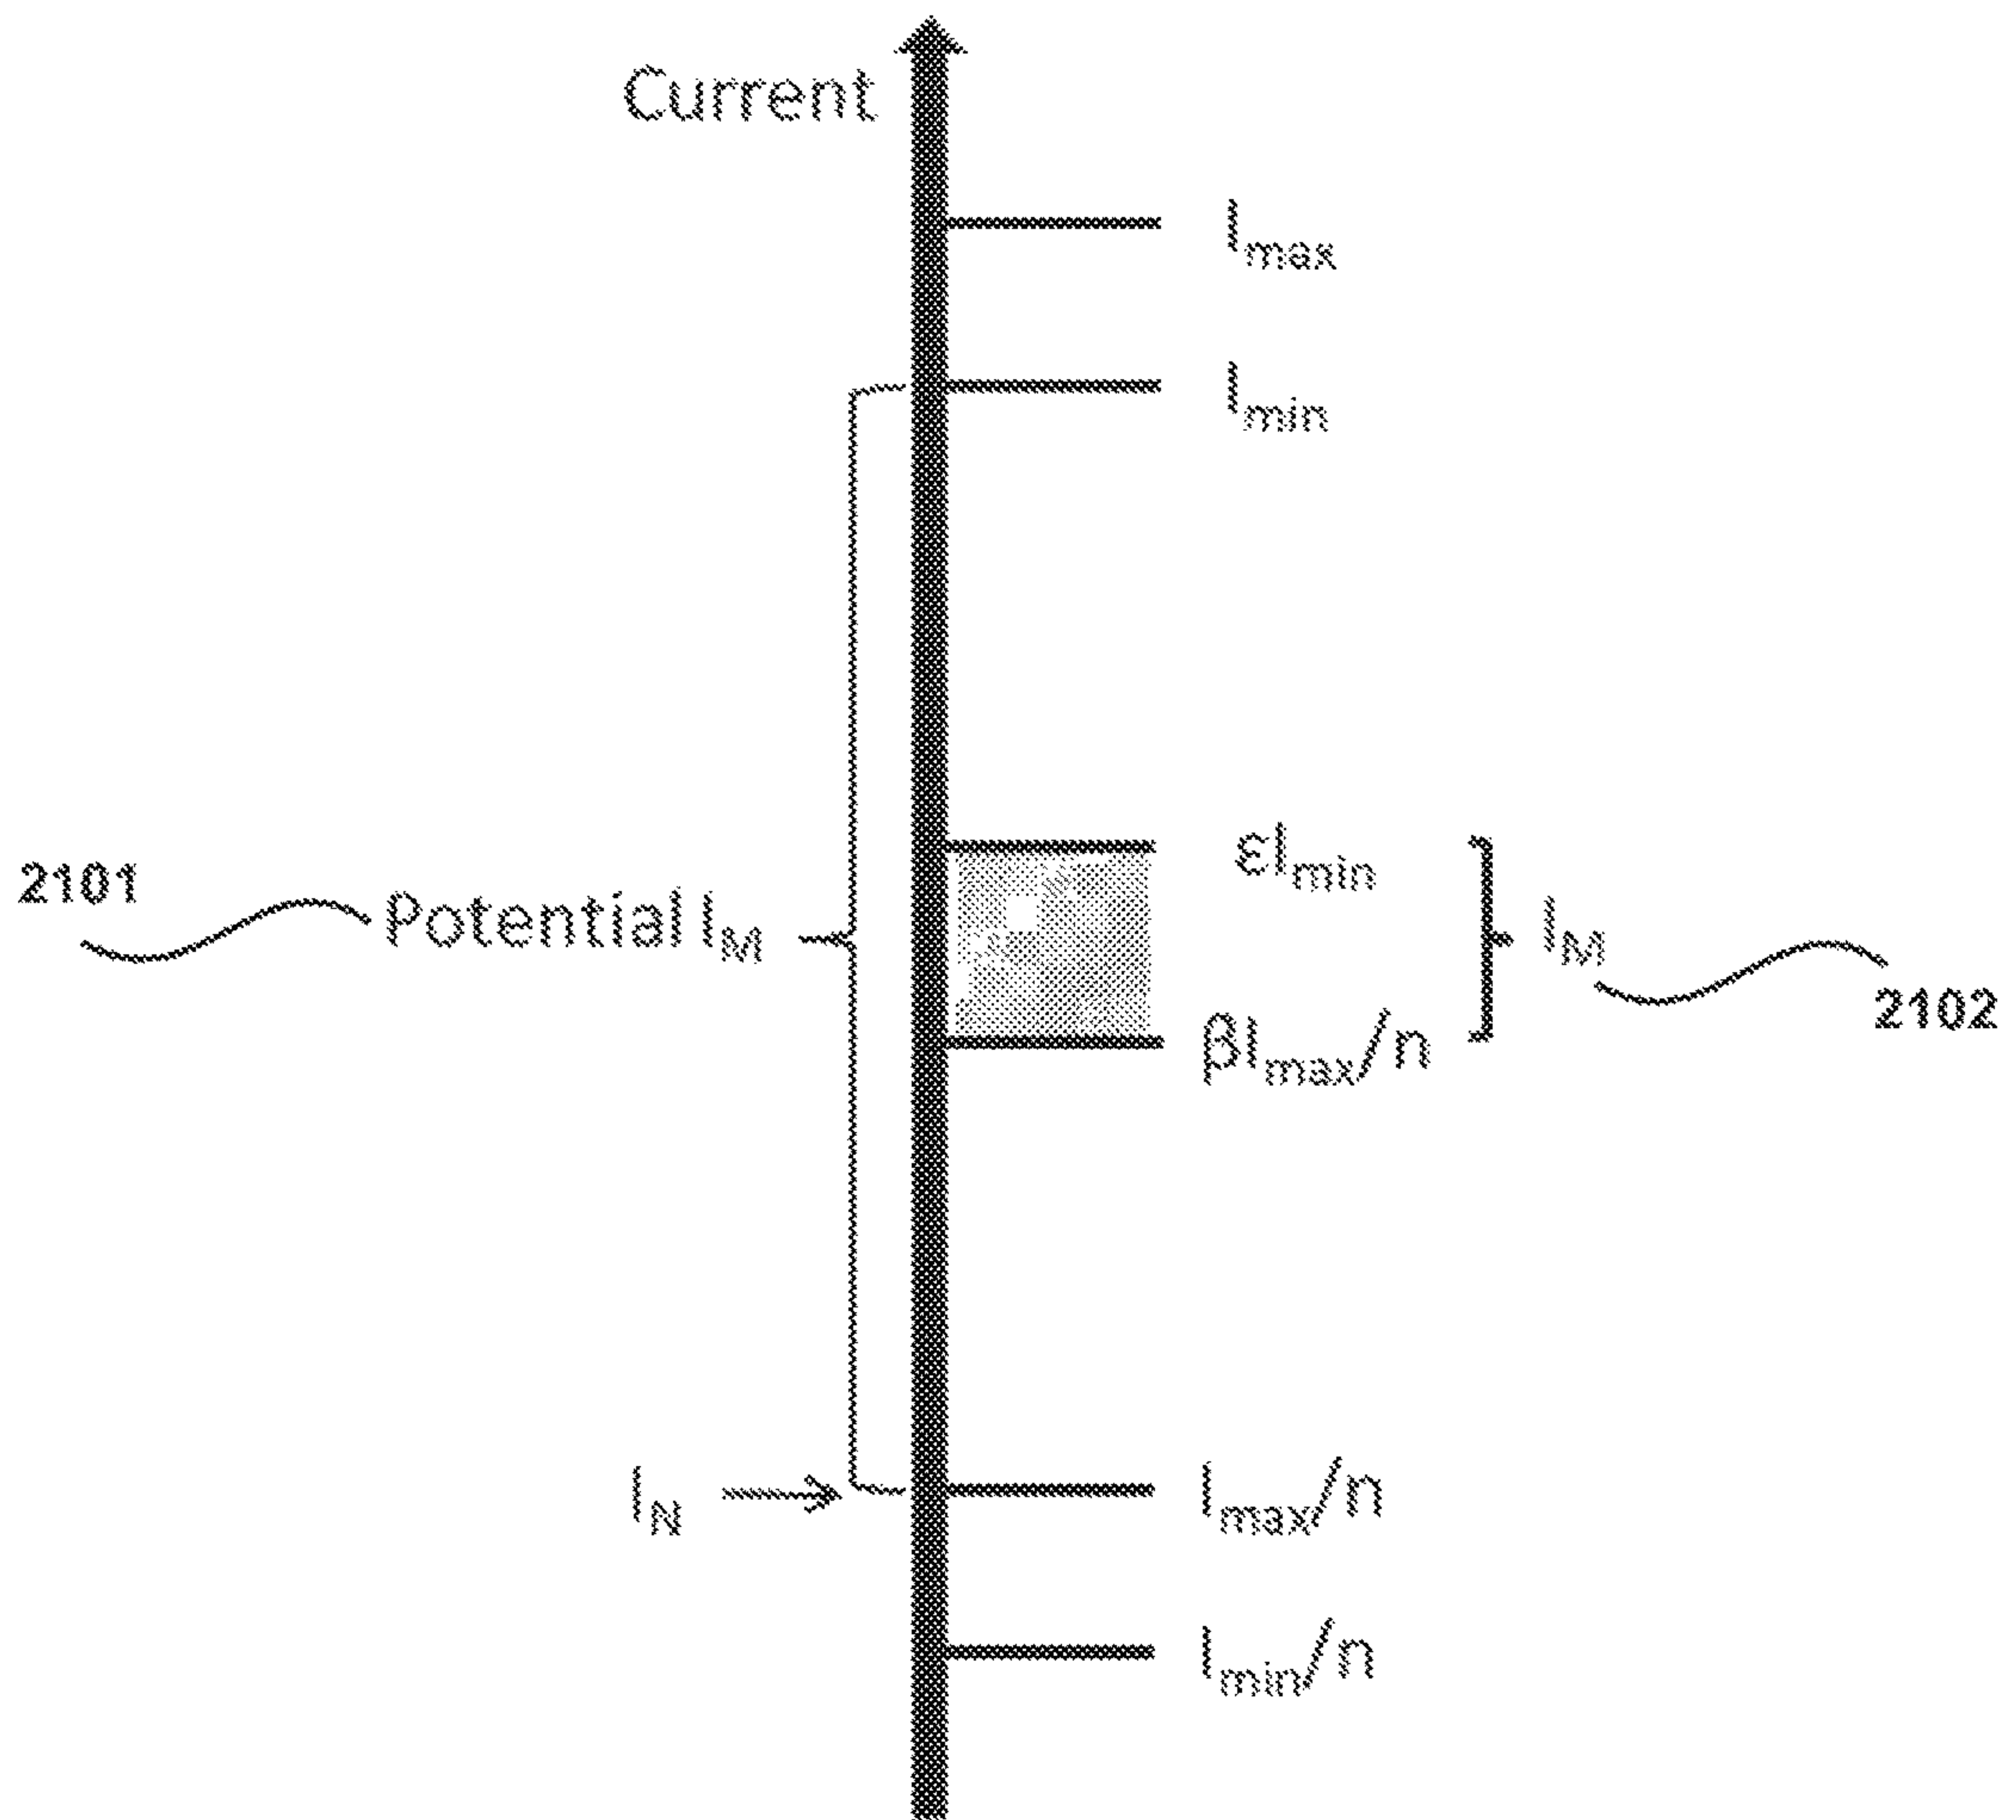 Current
Imax
Imin
εImin
2101
Potential IM
IM
2102
βImax/n
IN
Imax/n
Imin/n